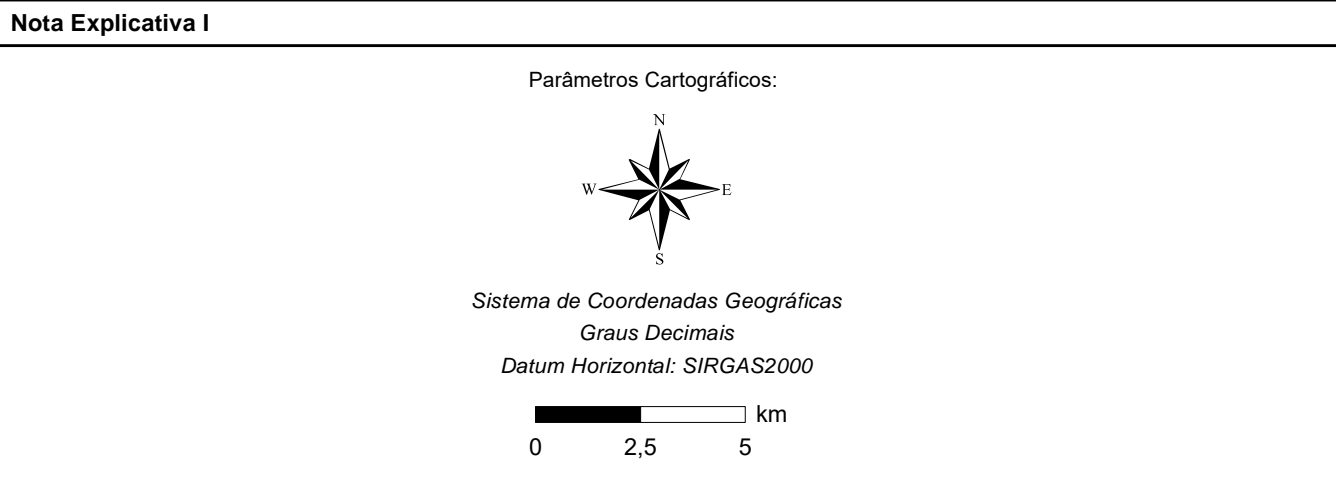 Nota Explicativa I
Parâmetros Cartográficos:
N
W E
S
Sistema de Coordenadas Geográficas
Graus Decimais
Datum Horizontal: SIRGAS2000
km
0 2,5 5